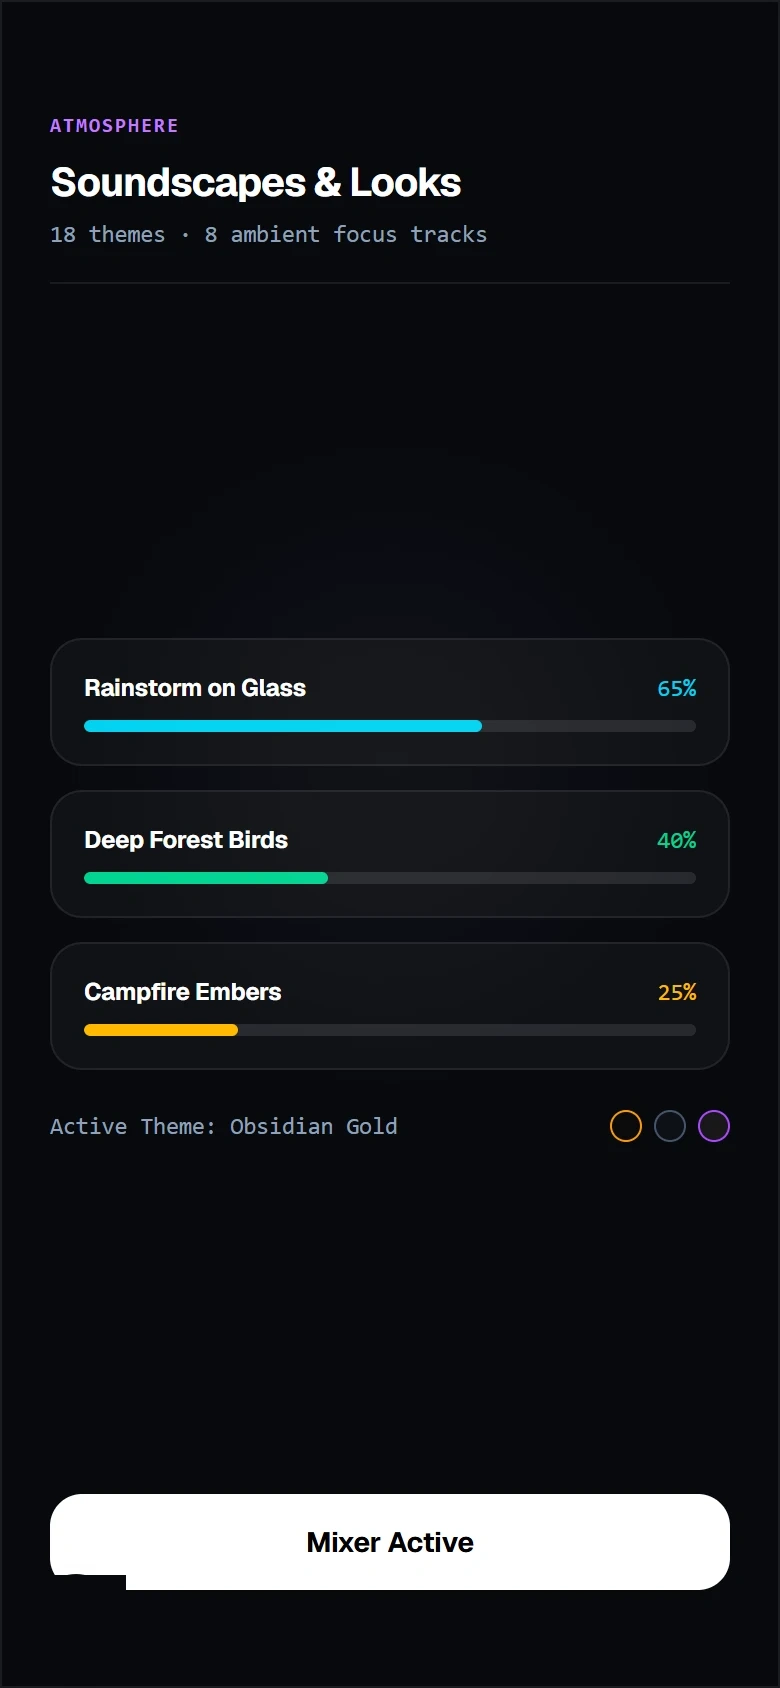 ATMOSPHERE
Soundscapes & Looks
18 themes · 8 ambient focus tracks
Rainstorm on Glass 65%
Deep Forest Birds 40%
Campfire Embers 25%
Active Theme: Obsidian Gold
Mixer Active